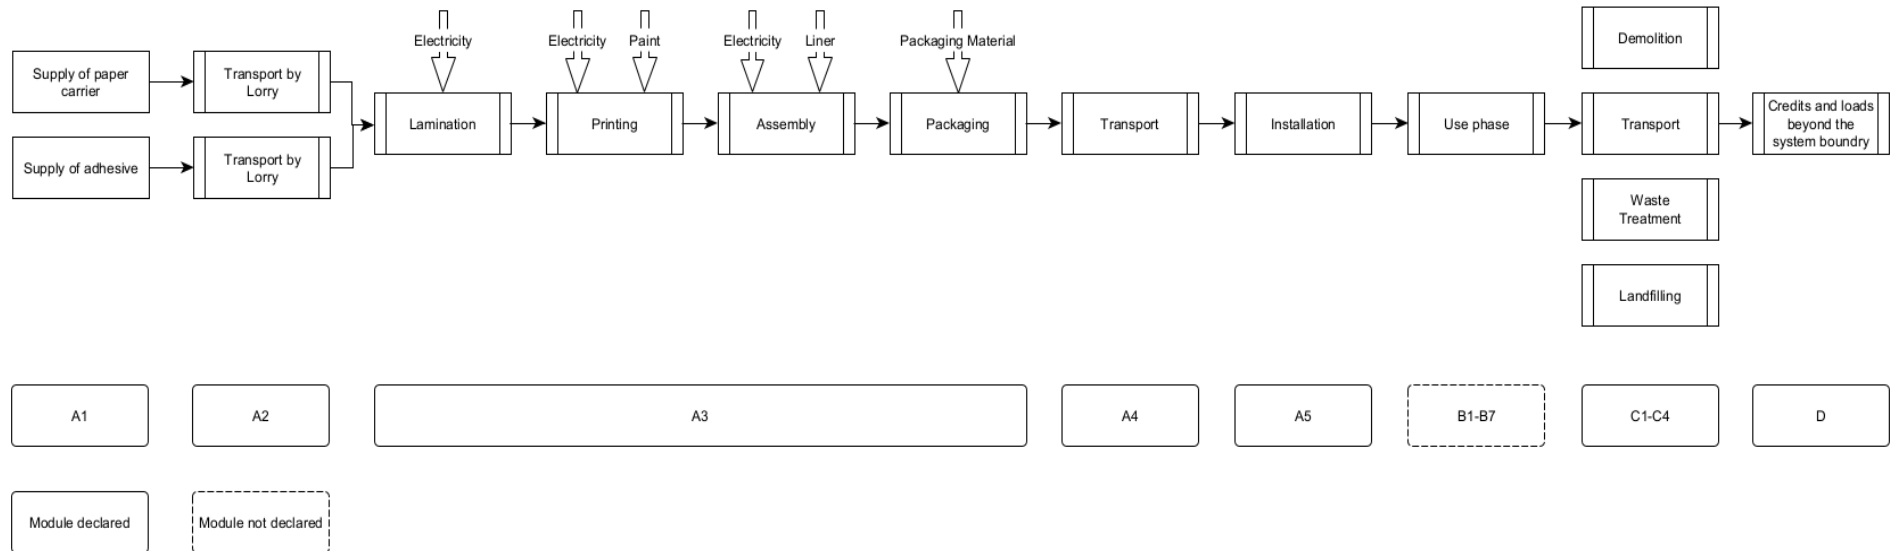 Electricity
Electricity
Paint
Electricity
Liner
Packaging Material
Demolition
Supply of paper
carrier
Transport by
Lorry
Lamination
Printing
Assembly
Packaging
Transport
Installation
Use phase
Transport
Credits and loads
beyond the
system boundry
Supply of adhesive
Transport by
Lorry
Waste
Treatment
Landfilling
A1
A2
A3
A4
A5
B1-B7
C1-C4
D
Module declared
Module not declared